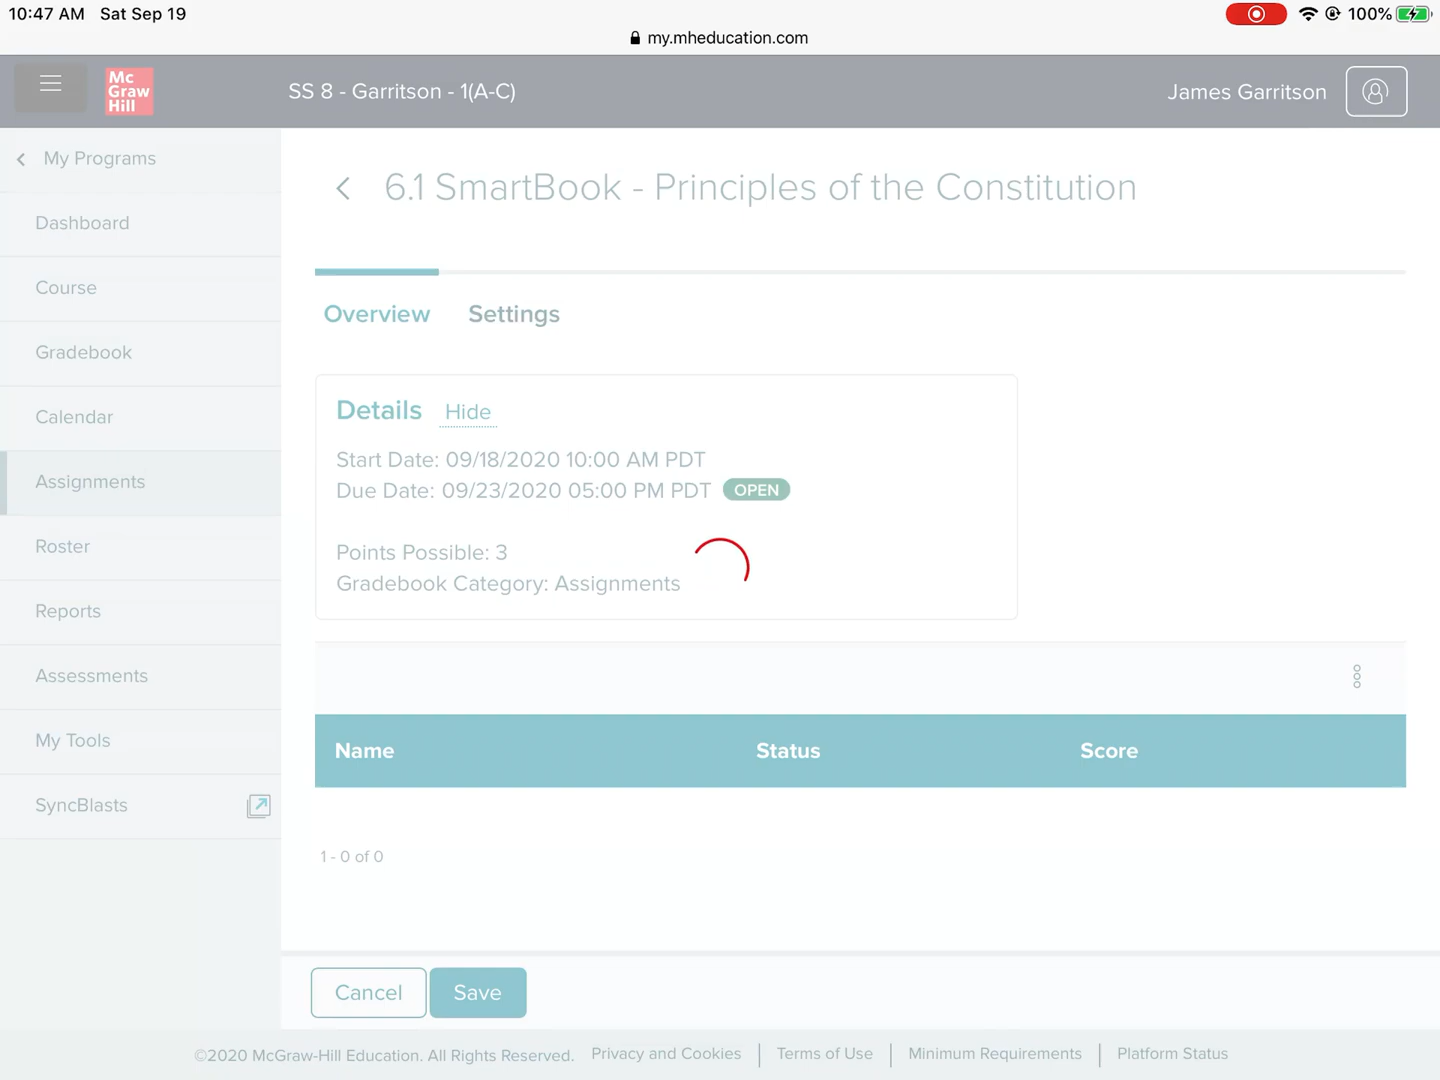 10:47 AM Sat Sep 19
100%
my.mheducation.com
Mc
Graw
Hill
SS 8 - Garritson - 1(A-C)
James Garritson
My Programs
6.1 SmartBook - Principles of the Constitution
Dashboard
Course
Gradebook
Calendar
Assignments
Roster
Reports
Assessments
My Tools
SyncBlasts
Overview
Settings
Details Hide
Start Date: 09/18/2020 10:00 AM PDT
Due Date: 09/23/2020 05:00 PM PDT OPEN
Points Possible: 3
Gradebook Category: Assignments
Name Status Score
1 - 0 of 0
Cancel Save
©2020 McGraw-Hill Education. All Rights Reserved. Privacy and Cookies Terms of Use Minimum Requirements Platform Status